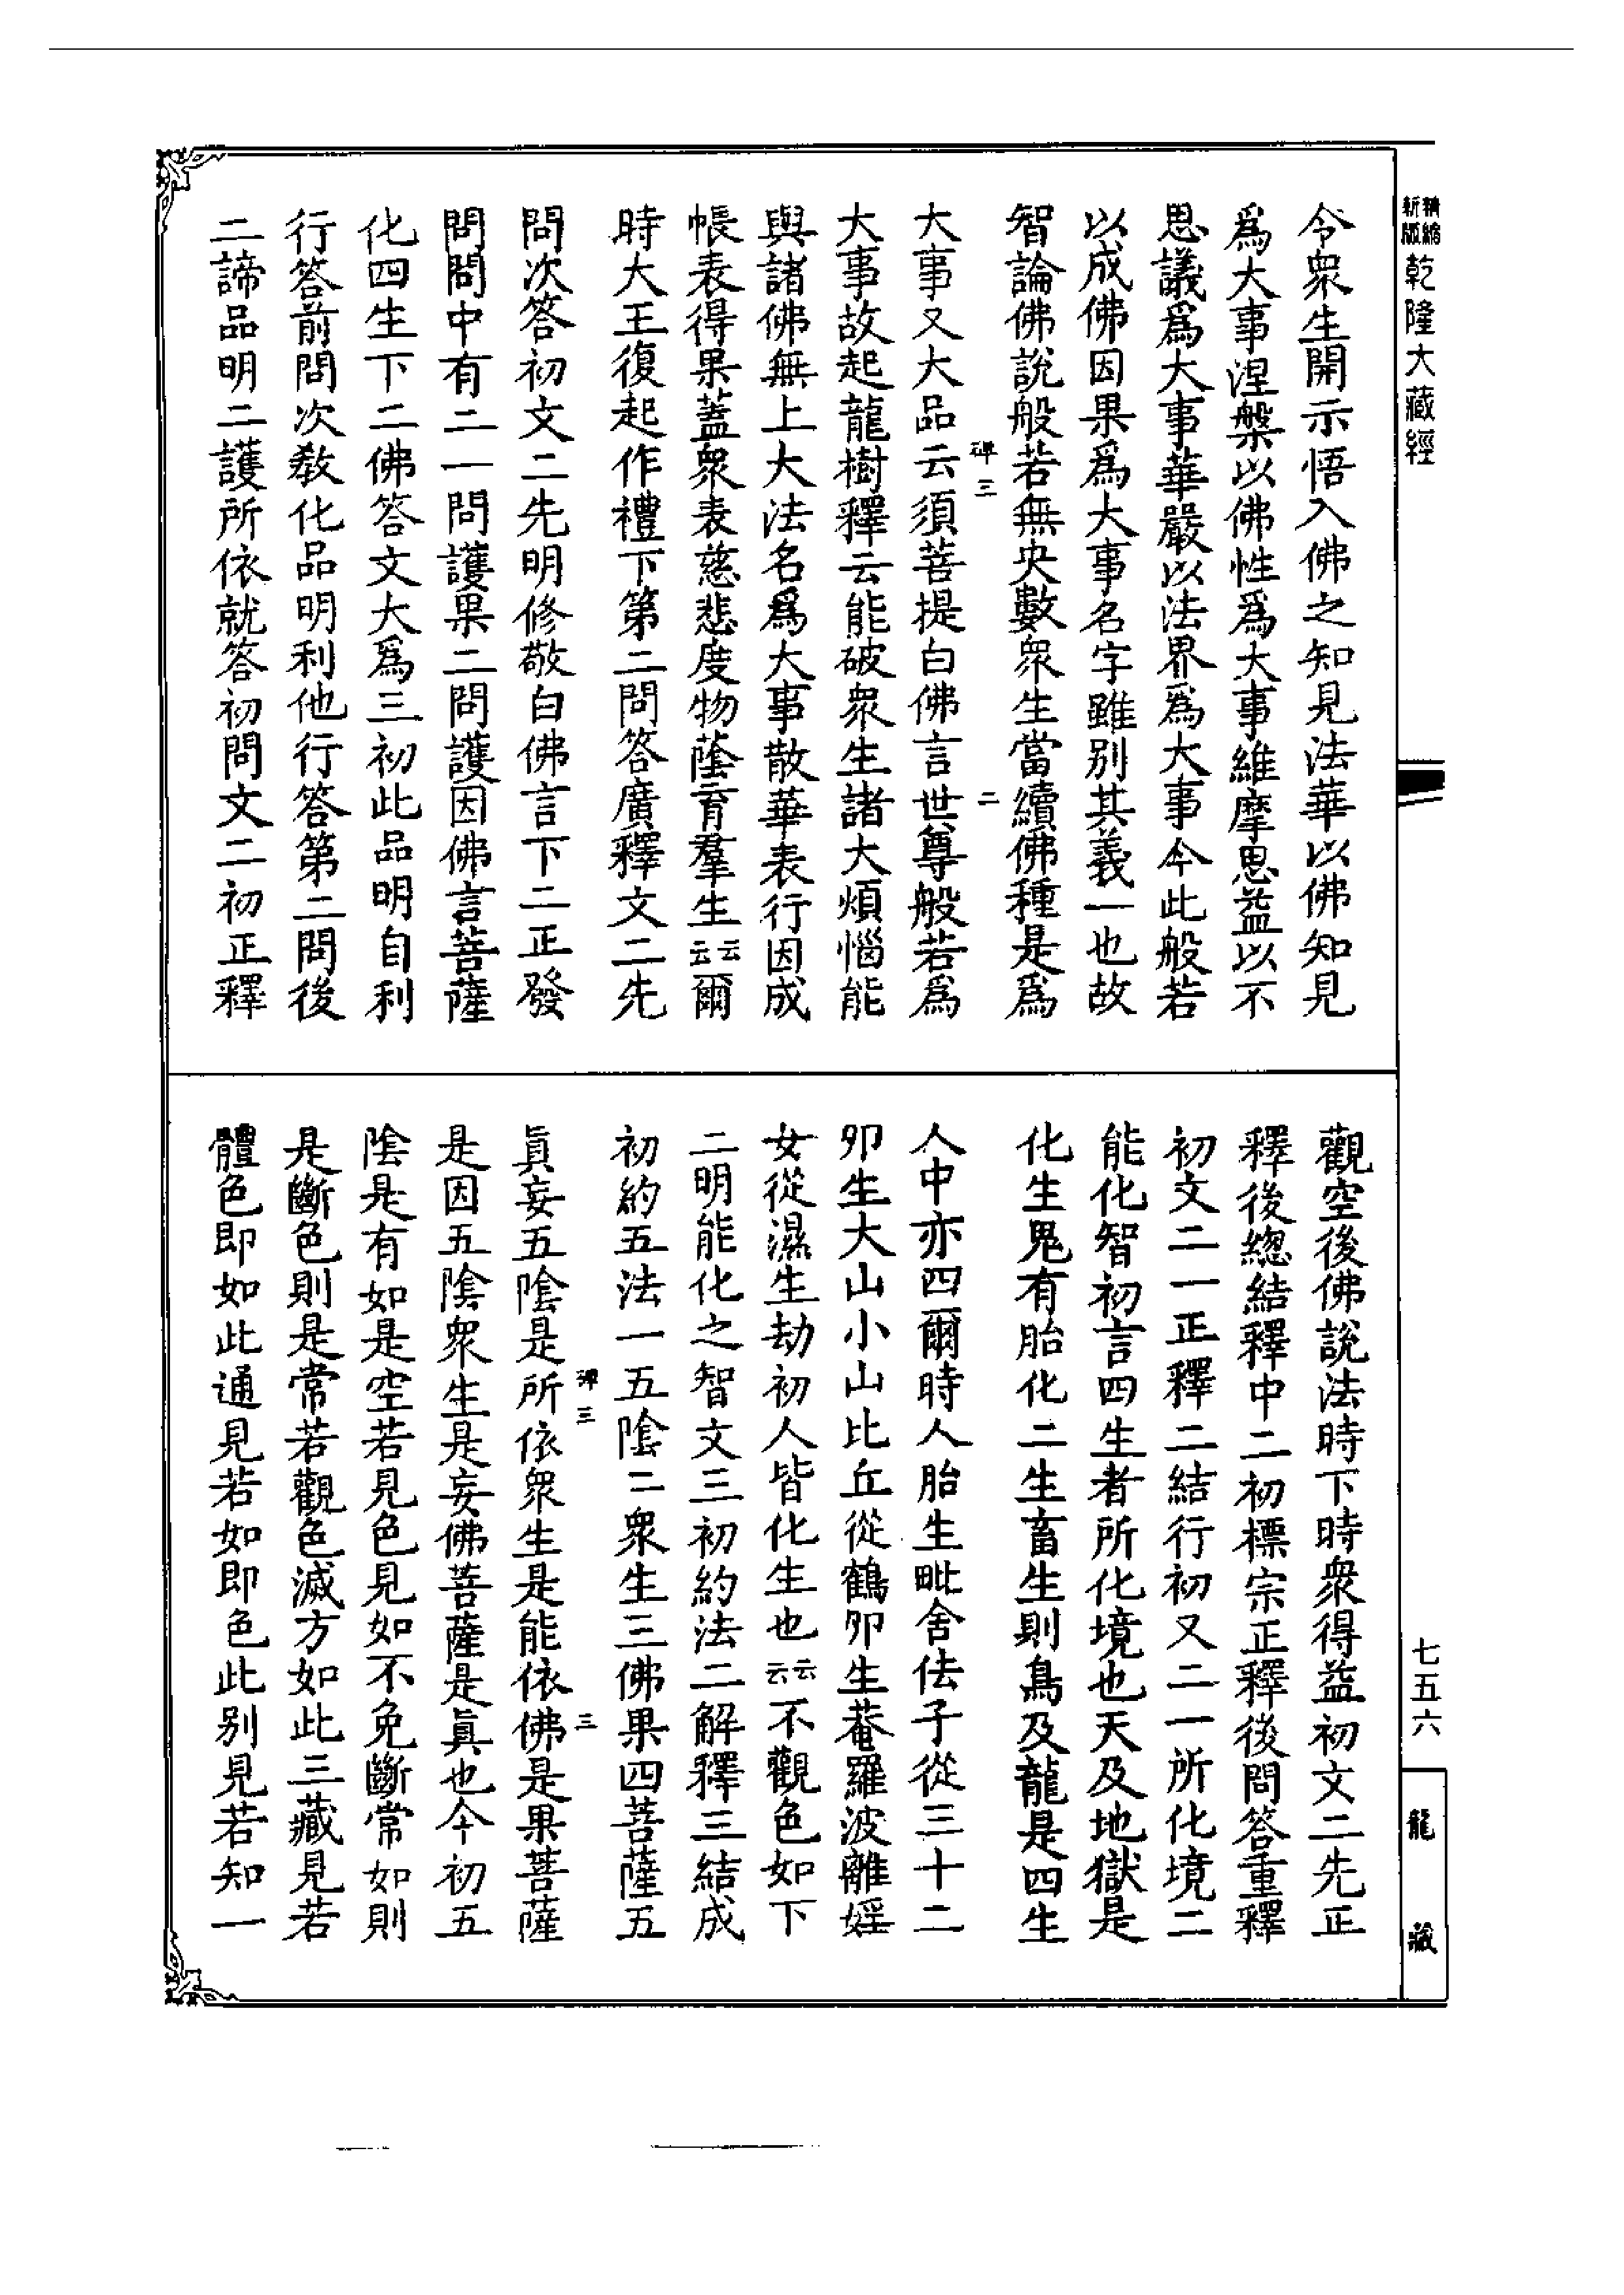 精縮新版乾隆大藏經
令衆生開示悟入佛之知見法華以佛知見
爲大事涅槃以佛性爲大事維摩思益以不
思議爲大事華嚴以法界爲大事今此般若
以成佛因果爲大事名字雖别其義一也故
智論佛說般若無央數衆生當續佛種是爲
碑三 二
大事又大品云須菩提白佛言世尊般若爲
大事故起龍樹釋云能破衆生諸大煩惱能
與諸佛無上大法名爲大事散華表行因成
帳表得果蓋衆表慈悲度物蔭育羣生云云爾
時大王復起作禮下第二問答廣釋文二先
問次答初文二先明修敬白佛言下二正發
問問中有二一問護果二問護因佛言菩薩
化四生下二佛答文大爲三初此品明自利
行答前問次教化品明利他行答第二問後
二諦品明二護所依就答初問文二初正釋
觀空後佛說法時下時衆得益初文二先正
釋後總結釋中二初標宗正釋後問答重釋
初文二一正釋二結行初又二一所化境二
能化智初言四生者所化境也天及地獄是
化生鬼有胎化二生畜生則鳥及龍是四生
人中亦四爾時人胎生毗舍佉子從三十二
卵生大山小山比丘從鶴卵生菴羅波離婬
女從濕生劫初人皆化生也云云不觀色如下
二明能化之智文三初約法二解釋三結成
初約五法一五陰二衆生三佛果四菩薩五
碑三 三
眞妄五陰是所依衆生是能依佛是果菩薩
是因五陰衆生是妄佛菩薩是眞也今初五
陰是有如是空若見色見如不免斷常如則
是斷色則是常若觀色滅方如此三藏見若
體色即如此通見若如即色此别見若知一
七五六
龍藏